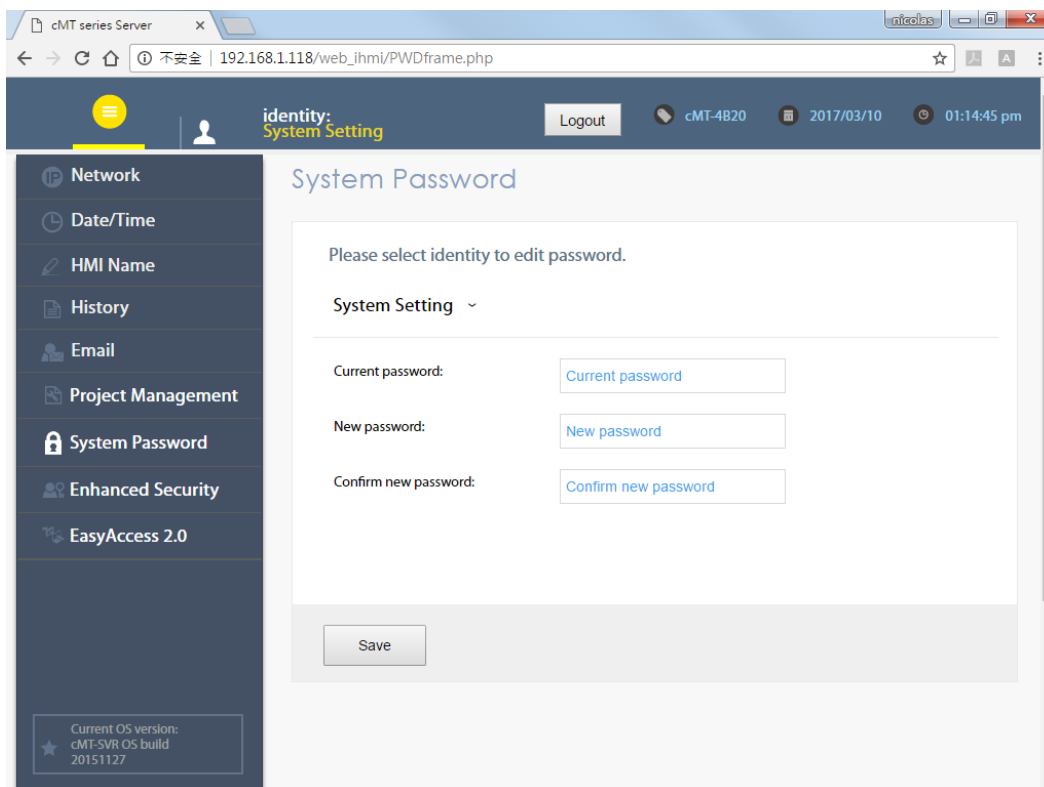 cMT series Server
nicolas
不安全 | 192.168.1.118/web_ihmi/PWDframe.php
identity:
System Setting
Logout
cMT-4B20
2017/03/10
01:14:45 pm
IP Network
Date/Time
HMI Name
History
Email
Project Management
System Password
Enhanced Security
EasyAccess 2.0
Current OS version:
cMT-SVR OS build
20151127
System Password
Please select identity to edit password.
System Setting
Current password:
Current password
New password:
New password
Confirm new password:
Confirm new password
Save